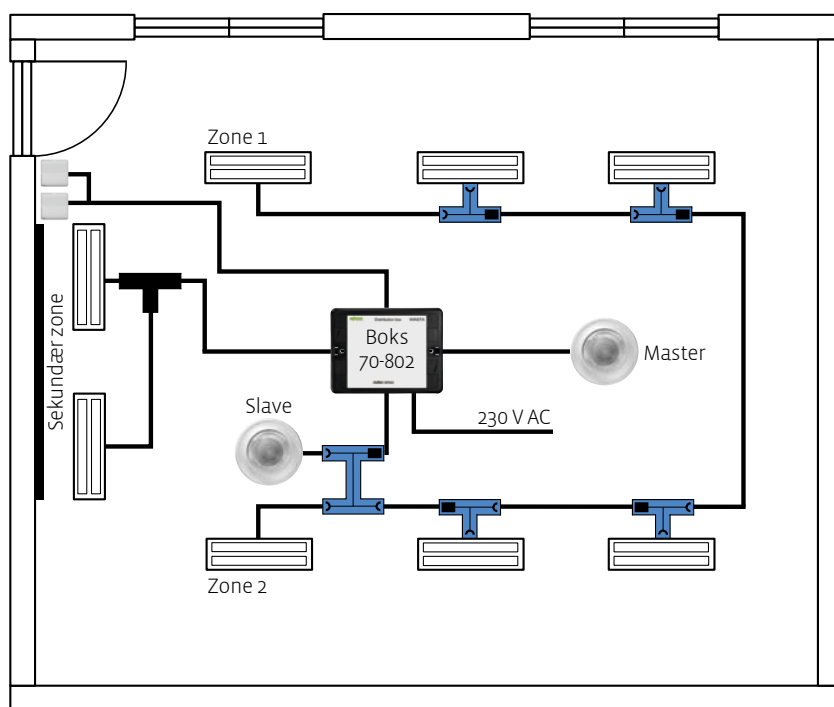 Zone 1
Sekundær zone
Boks
70-802
Master
Slave
230 V AC
Zone 2